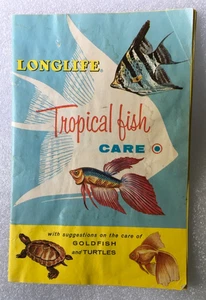 LONGLIFE®
Tropical fish
CARE
with suggestions on the care of
GOLDFISH
and TURTLES